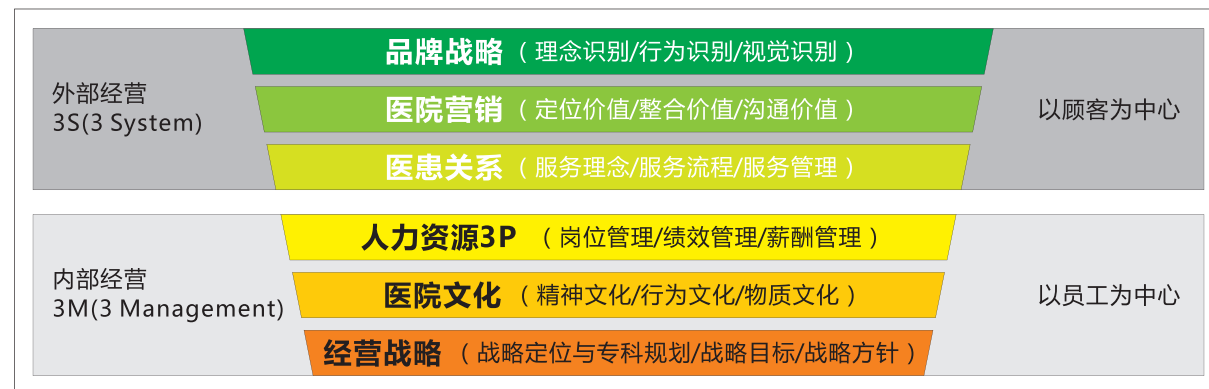 品牌战略（理念识别/行为识别/视觉识别）
外部经营
3S(3 System)
医院营销（定位价值/整合价值/沟通价值）
以顾客为中心
医患关系（服务理念/服务流程/服务管理）
人力资源3P（岗位管理/绩效管理/薪酬管理）
内部经营
3M(3 Management)
医院文化（精神文化/行为文化/物质文化）
以员工为中心
经营战略（战略定位与专科规划/战略目标/战略方针）